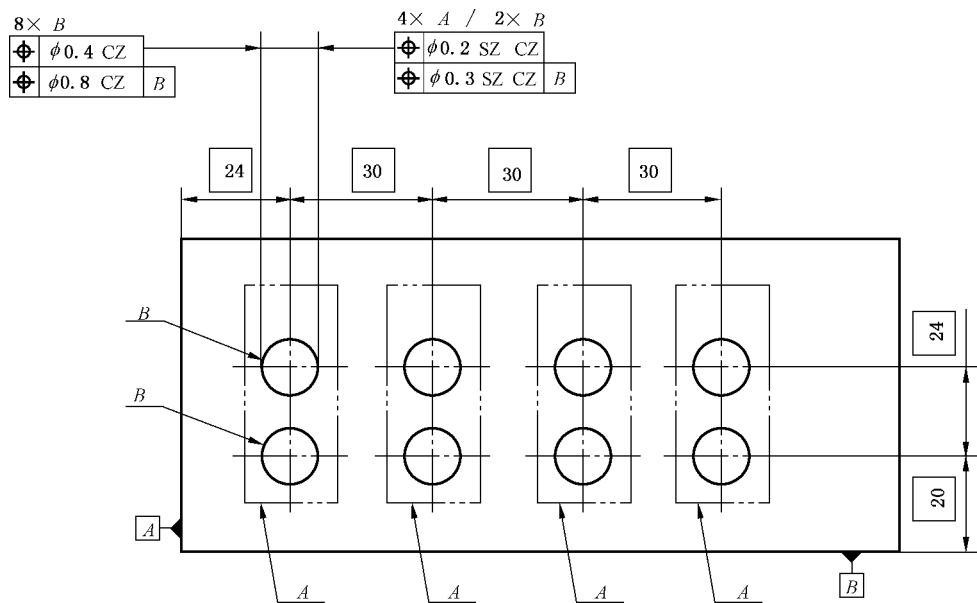 8× B
⌖ ϕ0.4 CZ
⌖ ϕ0.8 CZ B
4× A / 2× B
⌖ ϕ0.2 SZ CZ
⌖ ϕ0.3 SZ CZ B
24
30
30
30
B
B
24
20
A
B
A
A
A
A